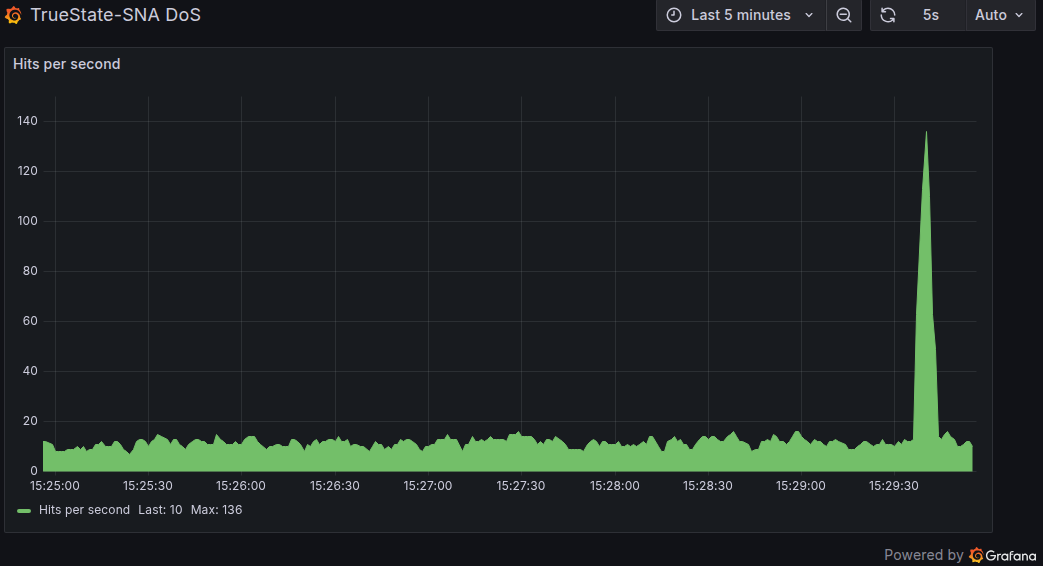 TrueState-SNA DoS
Last 5 minutes
5s
Auto
Hits per second
140
120
100
80
60
40
20
0
15:25:00 15:25:30 15:26:00 15:26:30 15:27:00 15:27:30 15:28:00 15:28:30 15:29:00 15:29:30
Hits per second Last: 10 Max: 136
Powered by Grafana